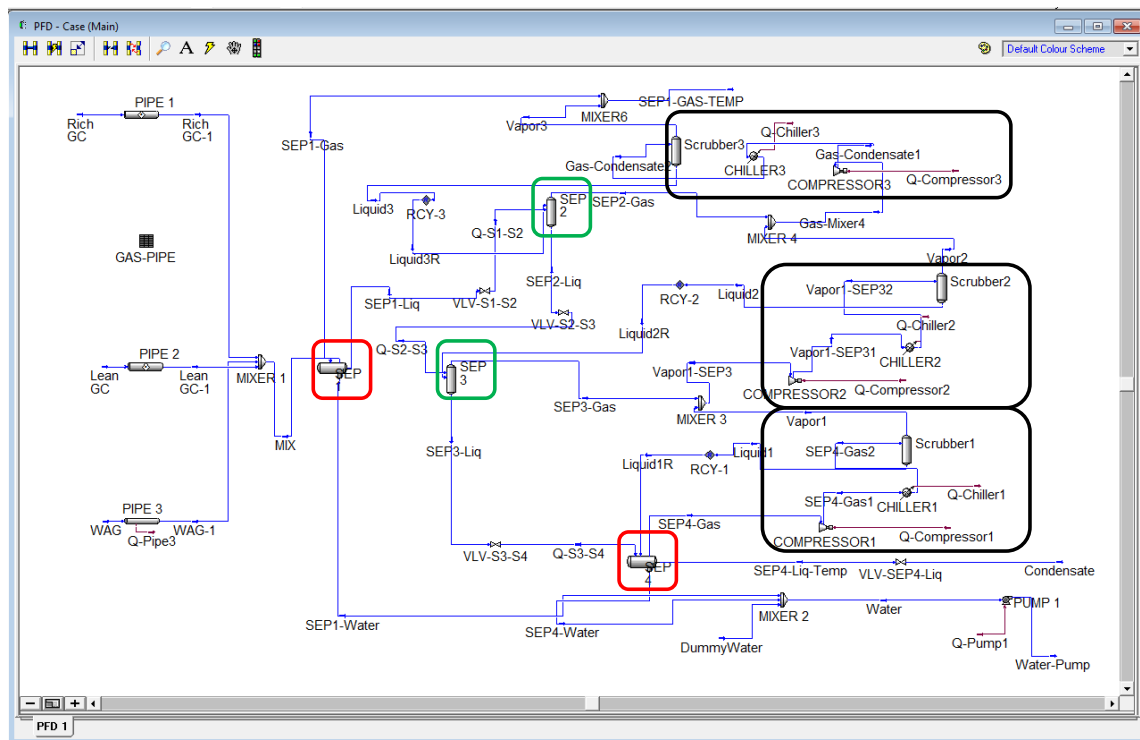 PFD - Case (Main)
Default Colour Scheme
PIPE 1
Rich
GC
Rich
GC-1
SEP1-Gas
Vapor3
MIXER6
SEP1-GAS-TEMP
Q-Chiller3
Scrubber3
Gas-Condensate2
CHILLER3
Gas-Condensate1
COMPRESSOR3
Q-Compressor3
Liquid3
RCY-3
Liquid3R
SEP
2
SEP2-Gas
Q-S1-S2
MIXER 4
Gas-Mixer4
Vapor2
GAS-PIPE
SEP1-Liq
VLV-S1-S2
SEP2-Liq
VLV-S2-S3
RCY-2
Liquid2
Liquid2R
Vapor1-SEP32
Scrubber2
Q-Chiller2
Vapor1-SEP31
CHILLER2
COMPRESSOR2
Q-Compressor2
PIPE 2
Lean
GC
Lean
GC-1
MIXER 1
SEP
1
MIX
Q-S2-S3
SEP
3
SEP3-Gas
Vapor1-SEP3
MIXER 3
Vapor1
SEP3-Liq
Liquid1R
RCY-1
Liquid1
SEP4-Gas2
Scrubber1
SEP4-Gas1
CHILLER1
Q-Chiller1
COMPRESSOR1
Q-Compressor1
PIPE 3
WAG
WAG-1
Q-Pipe3
SEP4-Gas
VLV-S3-S4
Q-S3-S4
SEP
4
SEP4-Liq-Temp
VLV-SEP4-Liq
Condensate
SEP1-Water
SEP4-Water
DummyWater
MIXER 2
Water
PUMP 1
Q-Pump1
Water-Pump
PFD 1